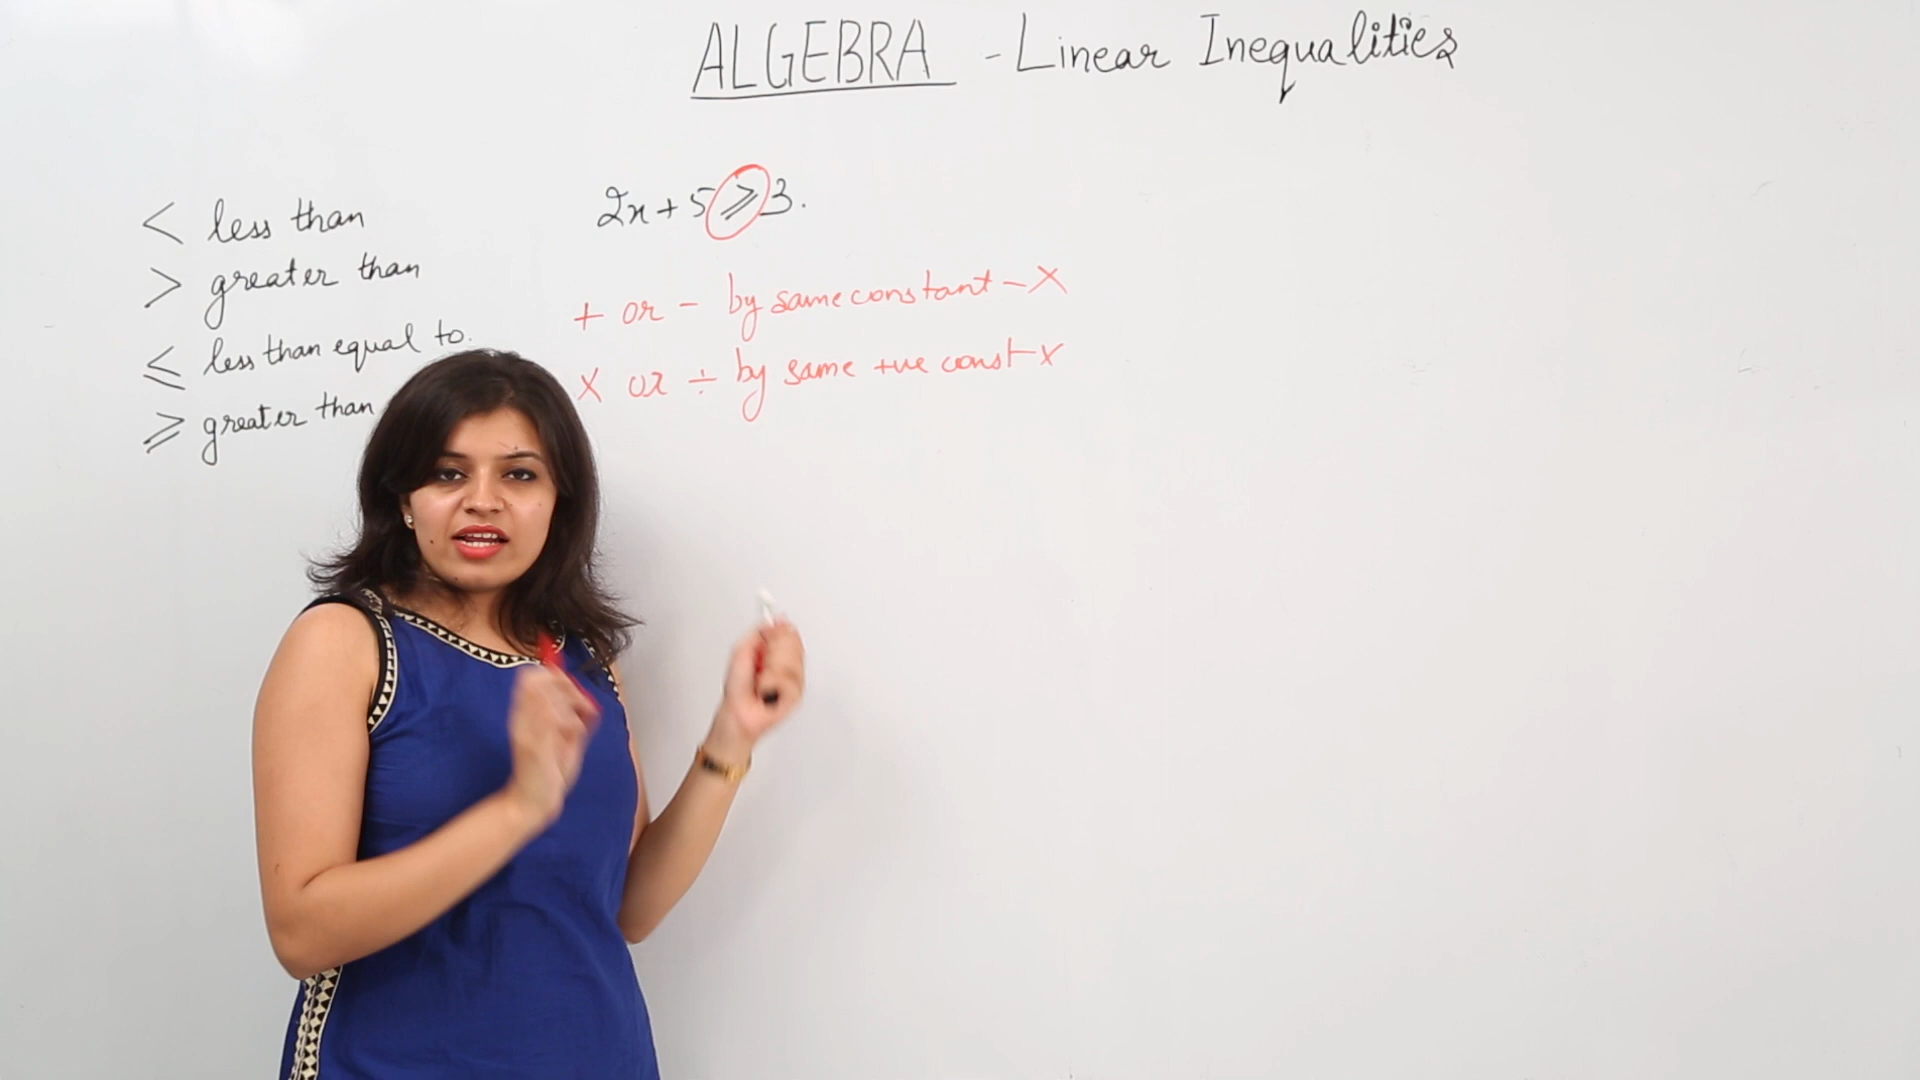 ALGEBRA - Linear Inequalities
< less than
> greater than
≤ less than equal to.
⩾ greater than
2x + 5 ⩾ 3.
+ or - by same constant - X
X or ÷ by same +ve const - X